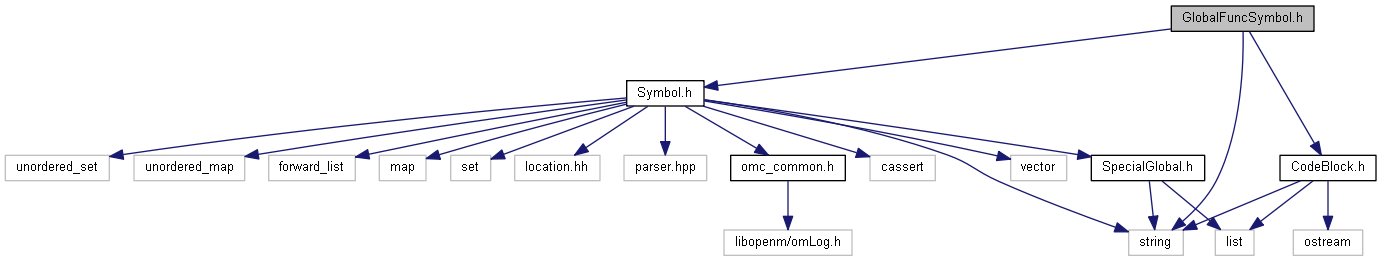 GlobalFuncSymbol.h
Symbol.h
unordered_set
unordered_map
forward_list
map
set
location.hh
parser.hpp
omc_common.h
cassert
vector
SpecialGlobal.h
CodeBlock.h
libopenm/omLog.h
string
list
ostream